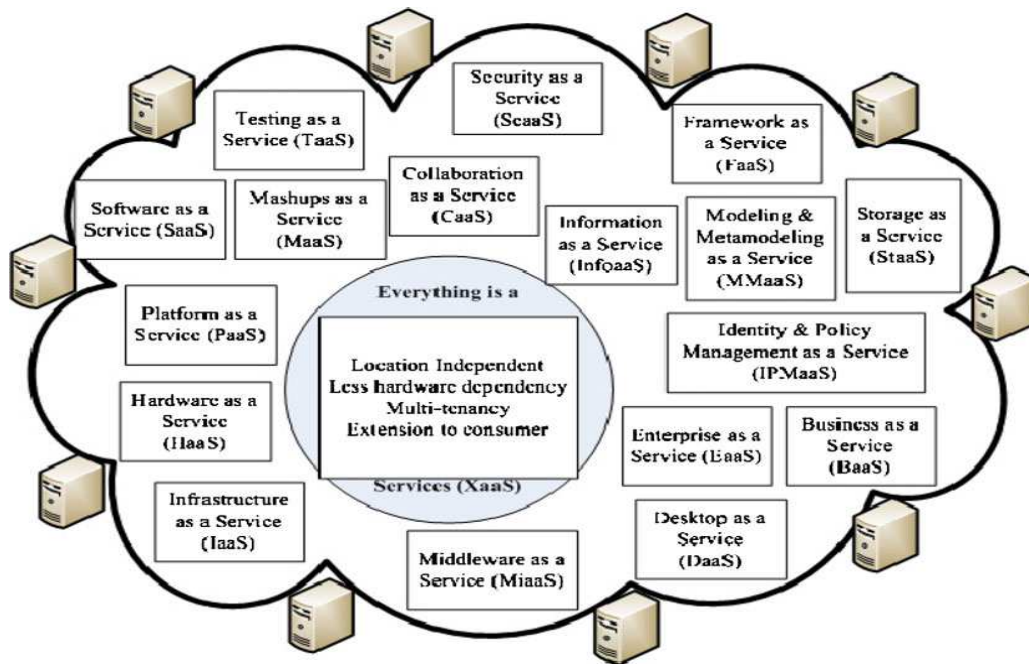 Security as a
Service
(SeaaS)
Testing as a
Service (TaaS)
Framework as
a Service
(FaaS)
Collaboration
as a Service
(CaaS)
Software as a
Service (SaaS)
Mashups as a
Service
(MaaS)
Information
as a Service
(InfoaaS)
Modeling &
Metamodeling
as a Service
(MMaaS)
Storage as
a Service
(StaaS)
Everything is a
Location Independent
Less hardware dependency
Multi-tenancy
Extension to consumer
Services (XaaS)
Platform as a
Service (PaaS)
Identity & Policy
Management as a Service
(IPMaaS)
Hardware as a
Service
(HaaS)
Enterprise as a
Service (EaaS)
Business as a
Service
(BaaS)
Infrastructure
as a Service
(IaaS)
Desktop as a
Service
(DaaS)
Middleware as a
Service (MiaaS)